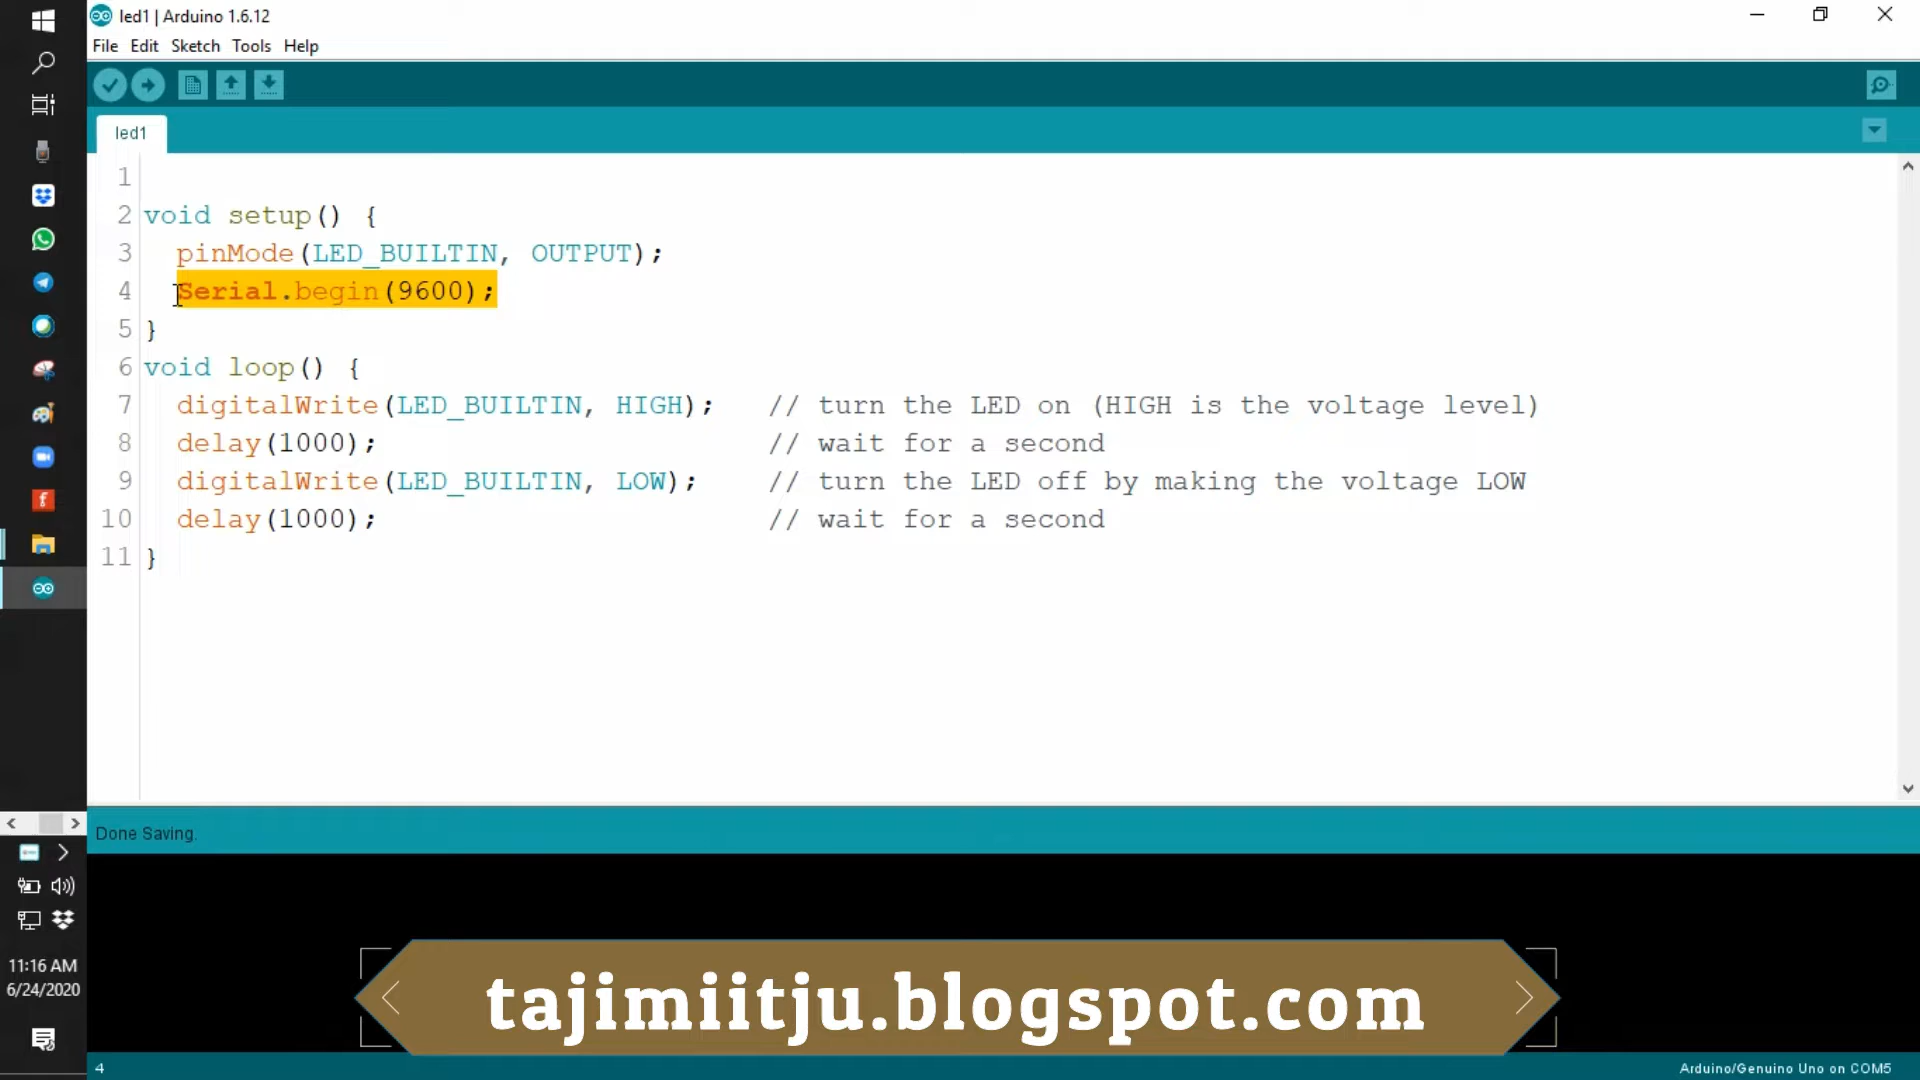 led1 | Arduino 1.6.12
File Edit Sketch Tools Help
led1
1
2 void setup() {
3 pinMode(LED_BUILTIN, OUTPUT);
4 Serial.begin(9600);
5 }
6 void loop() {
7 digitalWrite(LED_BUILTIN, HIGH); // turn the LED on (HIGH is the voltage level)
8 delay(1000); // wait for a second
9 digitalWrite(LED_BUILTIN, LOW); // turn the LED off by making the voltage LOW
10 delay(1000); // wait for a second
11 }
Done Saving.
11:16 AM
6/24/2020
tajimiitju.blogspot.com
4 Arduino/Genuino Uno on COM5